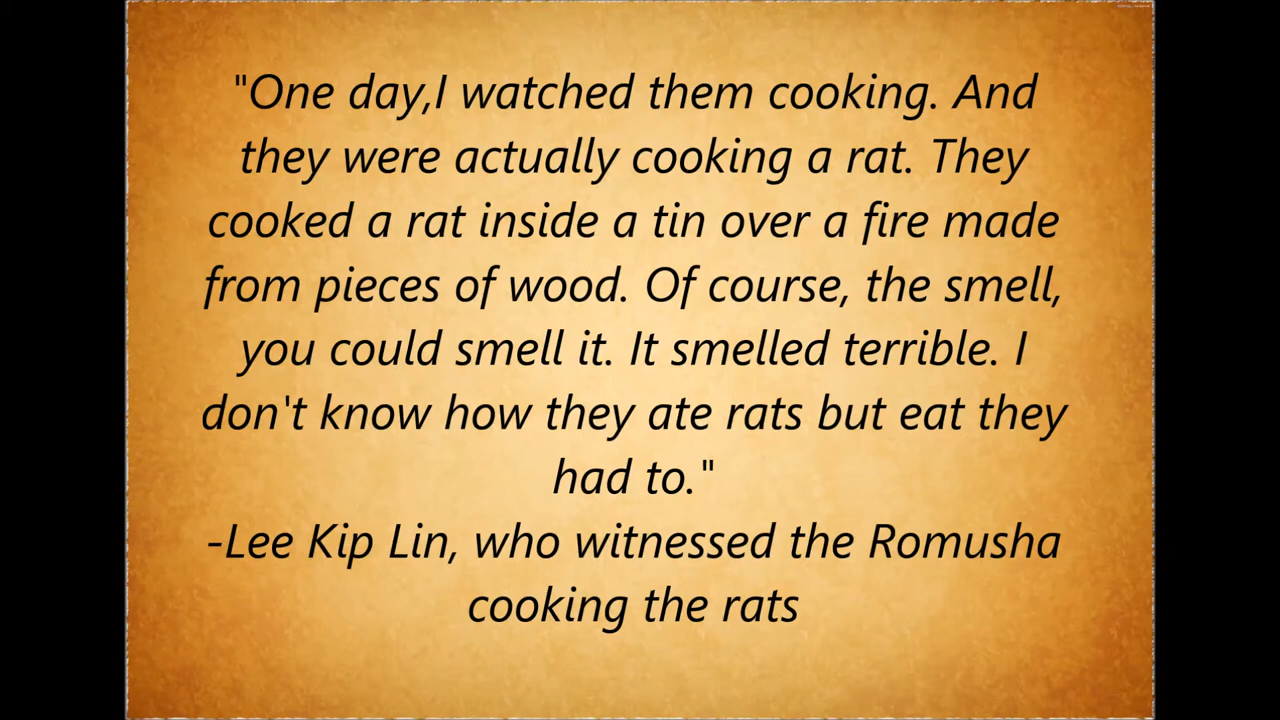 "One day,I watched them cooking. And
they were actually cooking a rat. They
cooked a rat inside a tin over a fire made
from pieces of wood. Of course, the smell,
you could smell it. It smelled terrible. I
don't know how they ate rats but eat they
had to."
-Lee Kip Lin, who witnessed the Romusha
cooking the rats